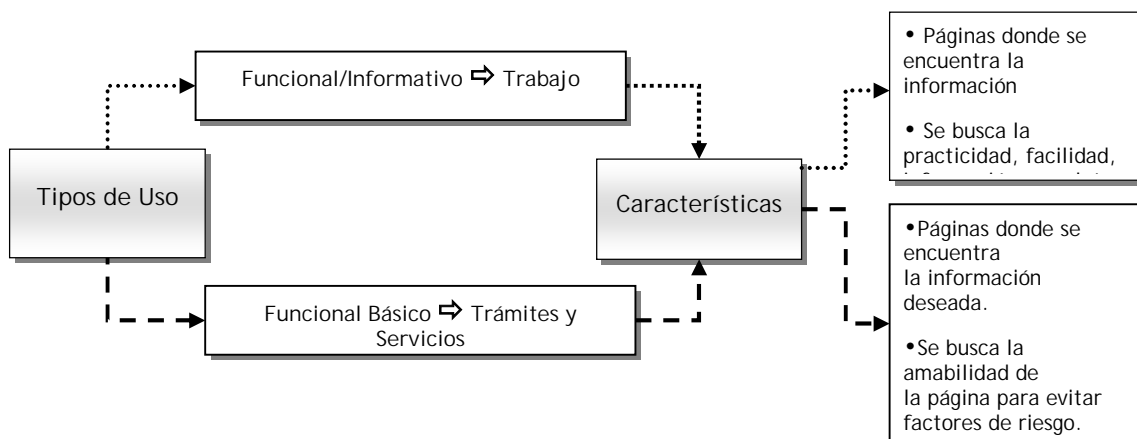 Tipos de Uso
Funcional/Informativo ⇨ Trabajo
Funcional Básico ⇨ Trámites y
Servicios
Características
• Páginas donde se
encuentra la
información
• Se busca la
practicidad, facilidad,
•Páginas donde se
encuentra
la información
deseada.
•Se busca la
amabilidad de
la página para evitar
factores de riesgo.